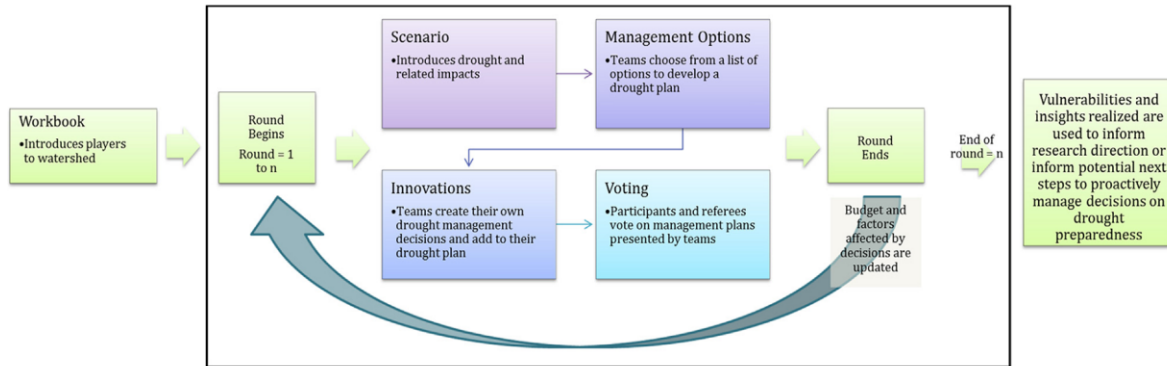 Workbook
•Introduces players
to watershed
Round
Begins
Round = 1
to n
Scenario
•Introduces drought and
related impacts
Management Options
•Teams choose from a list of
options to develop a
drought plan
Innovations
•Teams create their own
drought management
decisions and add to their
drought plan
Voting
•Participants and referees
vote on management plans
presented by teams
Round
Ends
Budget and
factors
affected by
decisions are
updated
End of
round = n
Vulnerabilities and
insights realized are
used to inform
research direction or
inform potential next
steps to proactively
manage decisions on
drought
preparedness